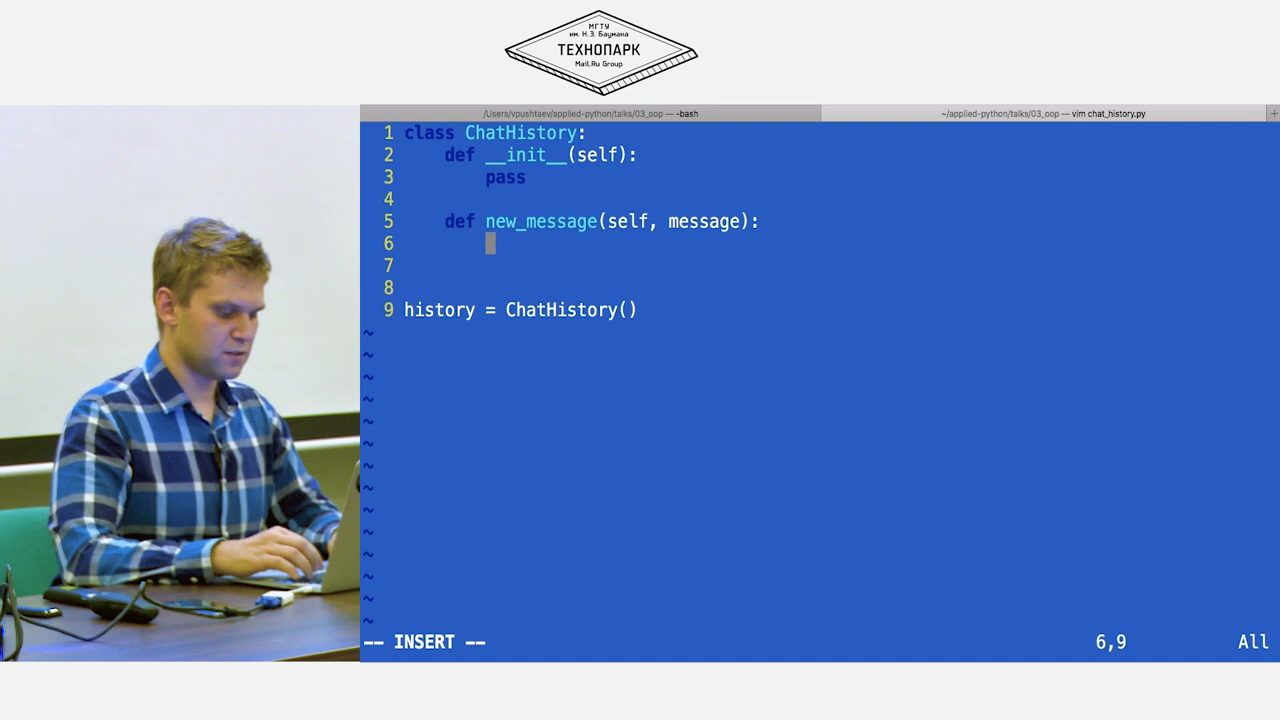 МГТУ
им. Н.Э. Баумана
ТЕХНОПАРК
Mail.Ru Group
/Users/vpushtaev/applied-python/talks/03_oop — -bash
~/applied-python/talks/03_oop — vim chat_history.py
+
1 class ChatHistory:
2     def __init__(self):
3         pass
4
5     def new_message(self, message):
6
7
8
9 history = ChatHistory()
~
~
~
~
~
~
~
~
~
~
~
~
~
~
-- INSERT -- 6,9 All